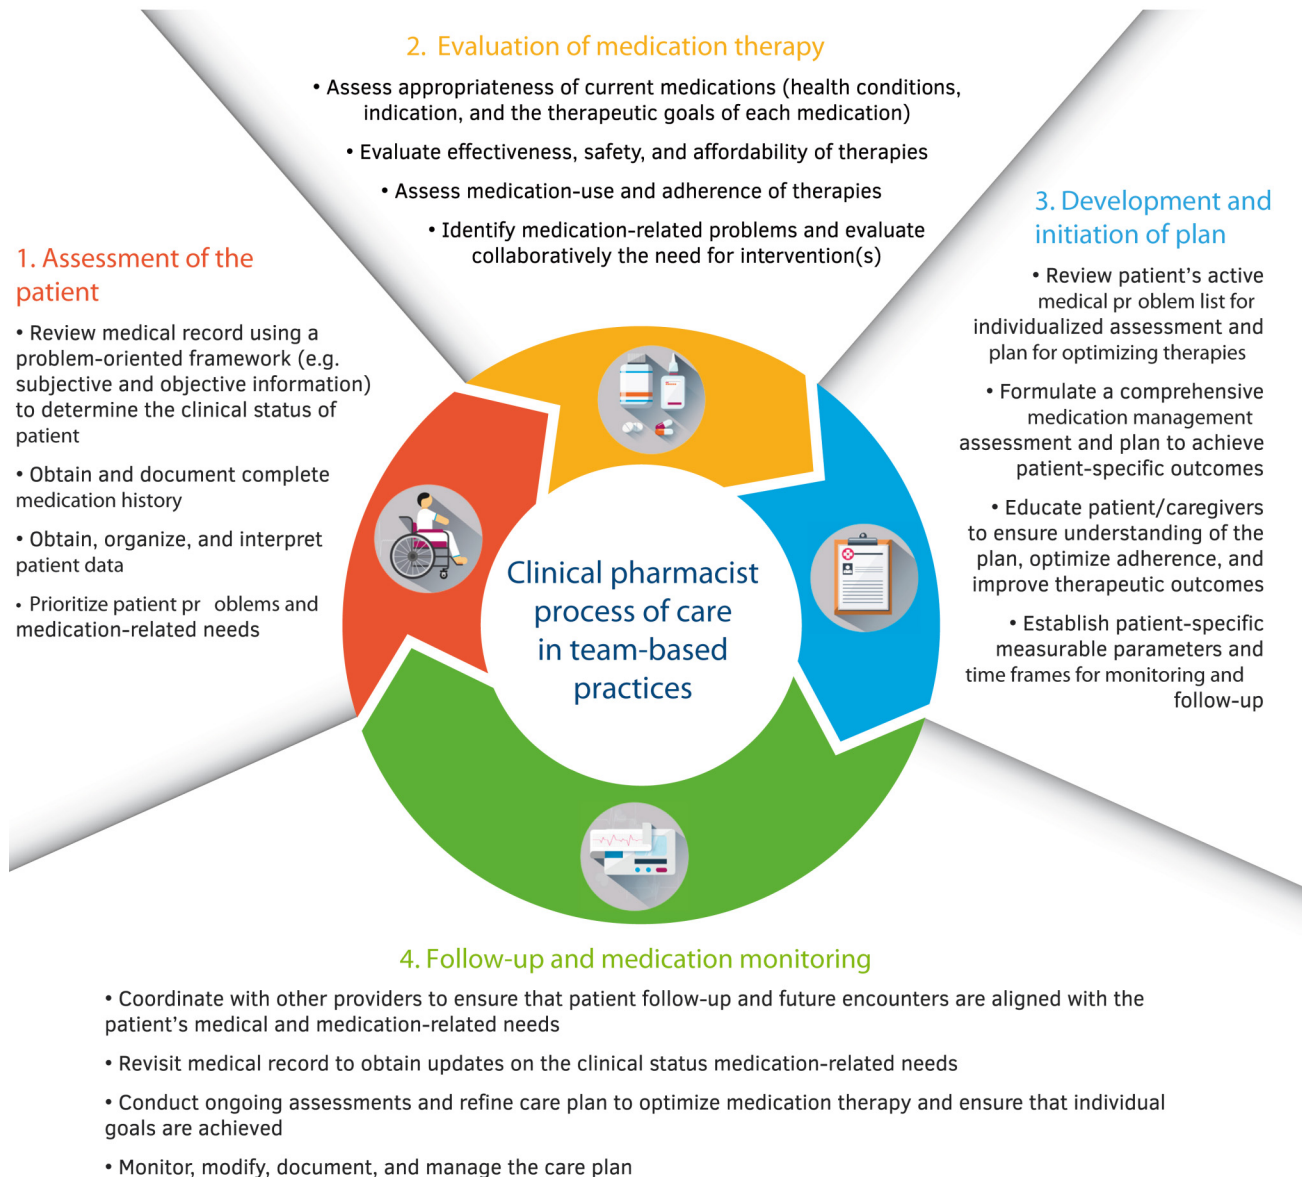 2. Evaluation of medication therapy
• Assess appropriateness of current medications (health conditions,
indication, and the therapeutic goals of each medication)
• Evaluate effectiveness, safety, and affordability of therapies
• Assess medication-use and adherence of therapies
• Identify medication-related problems and evaluate
collaboratively the need for intervention(s)
1. Assessment of the
patient
• Review medical record using a
problem-oriented framework (e.g.
subjective and objective information)
to determine the clinical status of
patient
• Obtain and document complete
medication history
• Obtain, organize, and interpret
patient data
• Prioritize patient pr oblems and
medication-related needs
3. Development and
initiation of plan
• Review patient's active
medical pr oblem list for
individualized assessment and
plan for optimizing therapies
• Formulate a comprehensive
medication management
assessment and plan to achieve
patient-specific outcomes
• Educate patient/caregivers
to ensure understanding of the
plan, optimize adherence, and
improve therapeutic outcomes
• Establish patient-specific
measurable parameters and
time frames for monitoring and
follow-up
Clinical pharmacist
process of care
in team-based
practices
4. Follow-up and medication monitoring
• Coordinate with other providers to ensure that patient follow-up and future encounters are aligned with the
patient's medical and medication-related needs
• Revisit medical record to obtain updates on the clinical status medication-related needs
• Conduct ongoing assessments and refine care plan to optimize medication therapy and ensure that individual
goals are achieved
• Monitor, modify, document, and manage the care plan